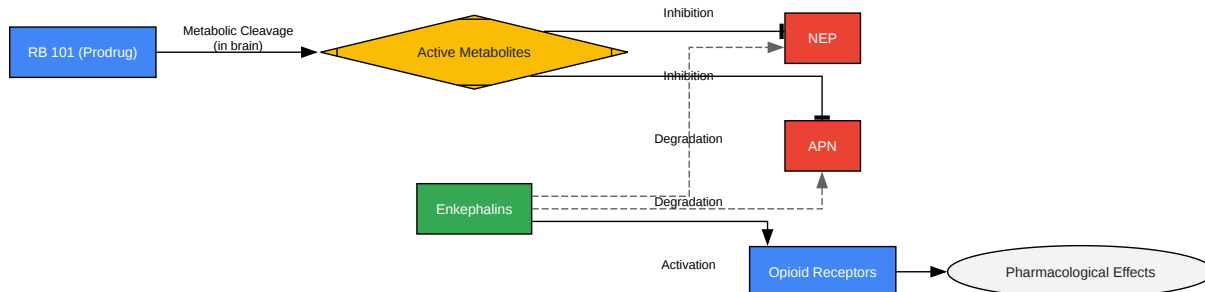 Inhibition
Metabolic Cleavage
(in brain)
RB 101 (Prodrug)
Active Metabolites
NEP
Inhibition
Degradation
APN
Enkephalins
Degradation
Activation
Opioid Receptors
Pharmacological Effects